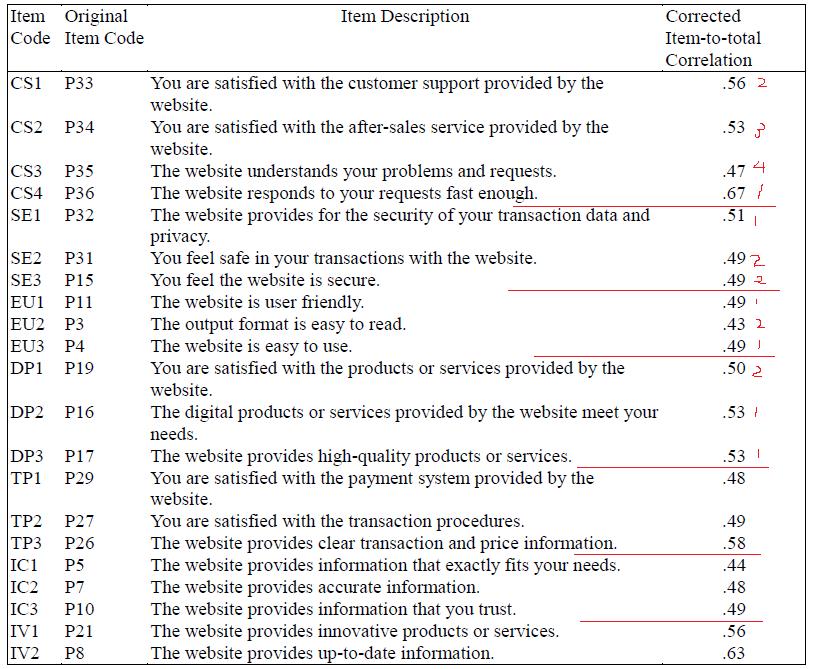 Item Original Item Description Corrected
Code Item Code Item-to-total
Correlation
CS1 P33 You are satisfied with the customer support provided by the .56 2
website.
CS2 P34 You are satisfied with the after-sales service provided by the .53 3
website.
CS3 P35 The website understands your problems and requests. .47 4
CS4 P36 The website responds to your requests fast enough. .67 1
SE1 P32 The website provides for the security of your transaction data and .51 1
privacy.
SE2 P31 You feel safe in your transactions with the website. .49 2
SE3 P15 You feel the website is secure. .49 2
EU1 P11 The website is user friendly. .49 1
EU2 P3 The output format is easy to read. .43 2
EU3 P4 The website is easy to use. .49 1
DP1 P19 You are satisfied with the products or services provided by the .50 2
website.
DP2 P16 The digital products or services provided by the website meet your .53 1
needs.
DP3 P17 The website provides high-quality products or services. .53 1
TP1 P29 You are satisfied with the payment system provided by the .48
website.
TP2 P27 You are satisfied with the transaction procedures. .49
TP3 P26 The website provides clear transaction and price information. .58
IC1 P5 The website provides information that exactly fits your needs. .44
IC2 P7 The website provides accurate information. .48
IC3 P10 The website provides information that you trust. .49
IV1 P21 The website provides innovative products or services. .56
IV2 P8 The website provides up-to-date information. .63